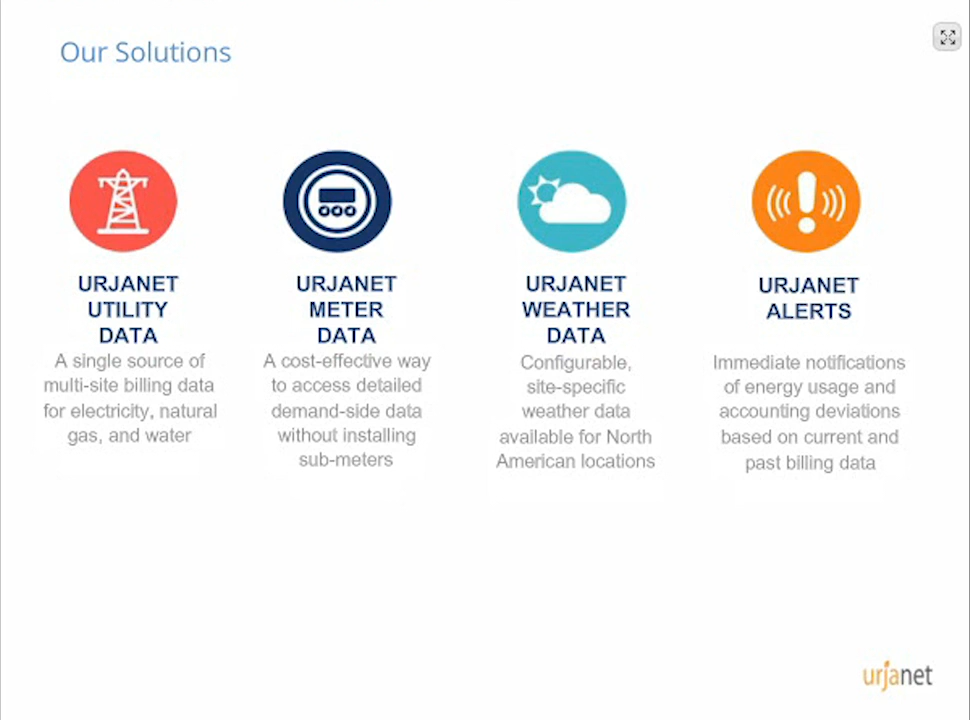 Our Solutions
URJANET
UTILITY
DATA
A single source of
multi-site billing data
for electricity, natural
gas, and water
URJANET
METER
DATA
A cost-effective way
to access detailed
demand-side data
without installing
sub-meters
URJANET
WEATHER
DATA
Configurable,
site-specific
weather data
available for North
American locations
URJANET
ALERTS
Immediate notifications
of energy usage and
accounting deviations
based on current and
past billing data
urjanet